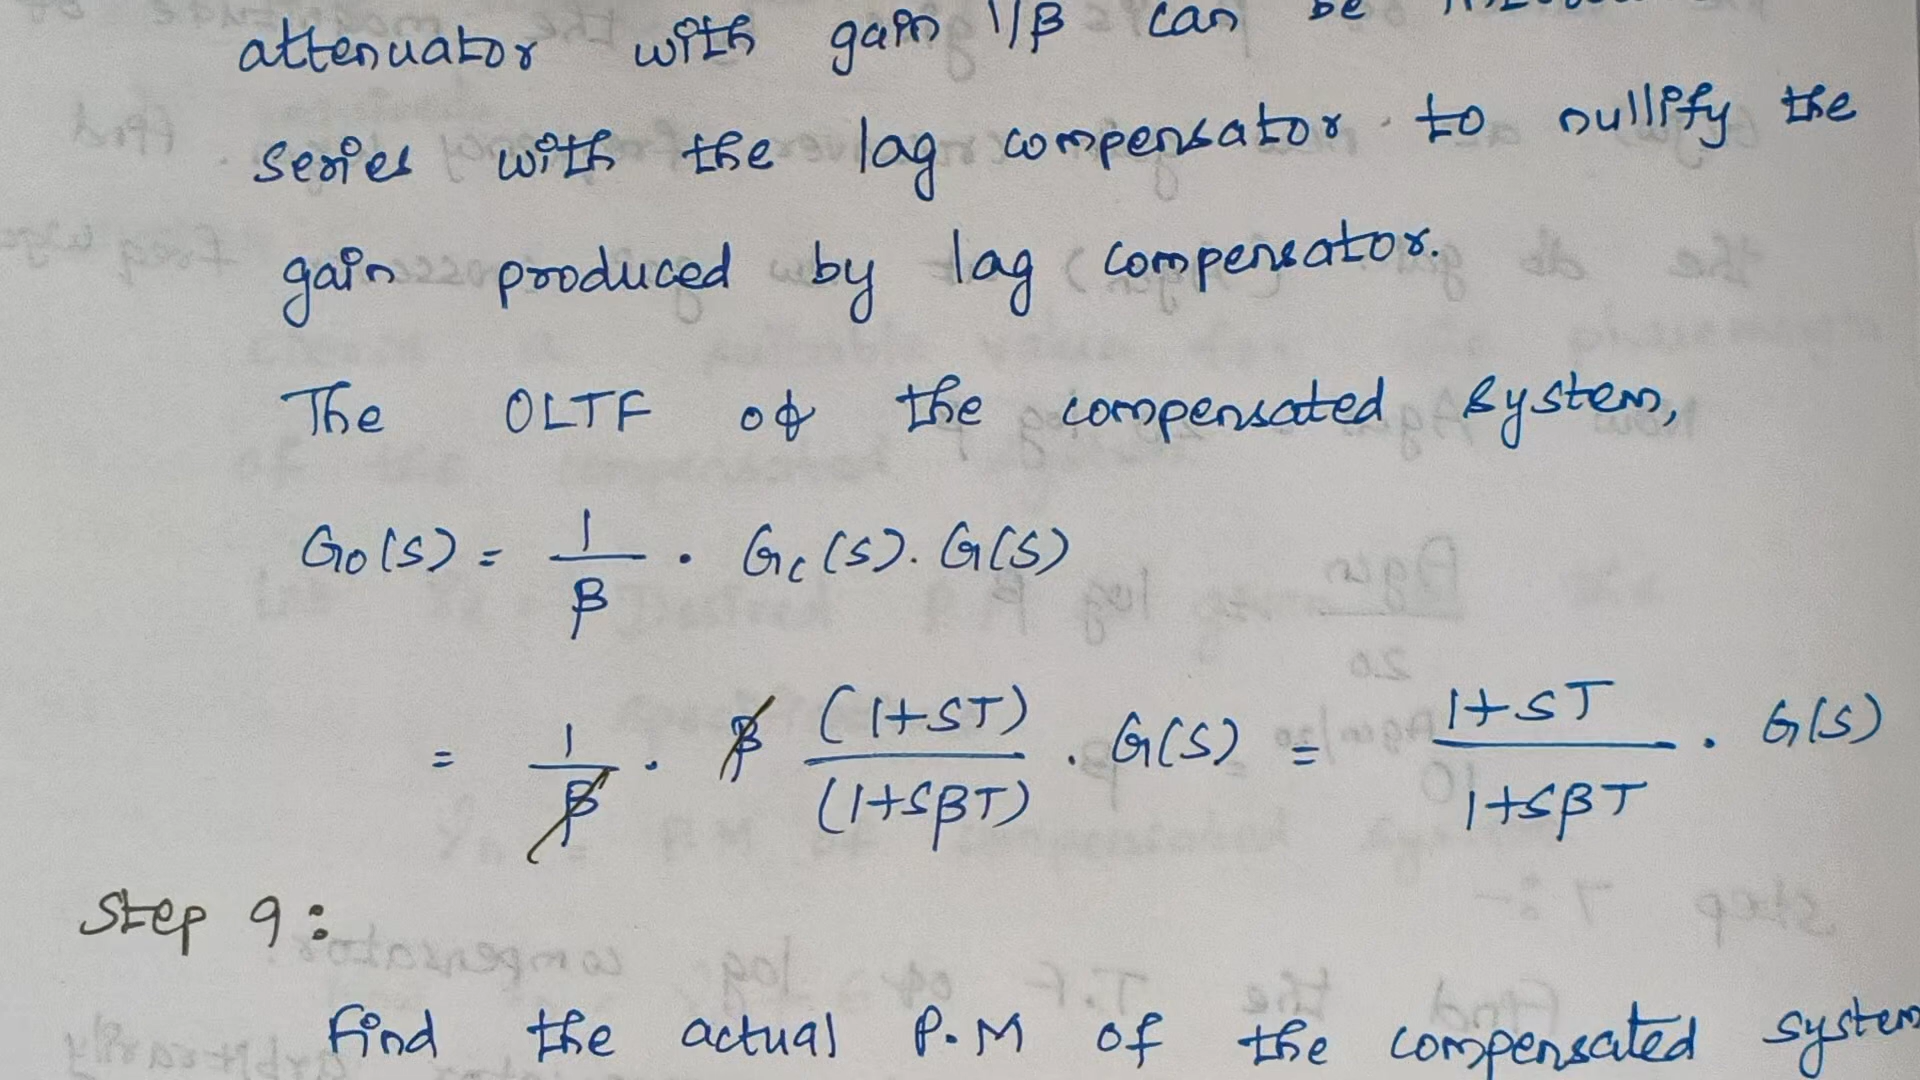 attenuator with gain 1/β can be
series with the lag compensator to nullify the
gain produced by lag compensator.
The OLTF of the compensated system,
Go(s) = 1/β . Gc(s). G(s)
= 1/β . β (1+ST)/(1+SβT) . G(s) = 1+ST/1+SβT . G(s)
Step 9:
Find the actual P.M of the compensated system